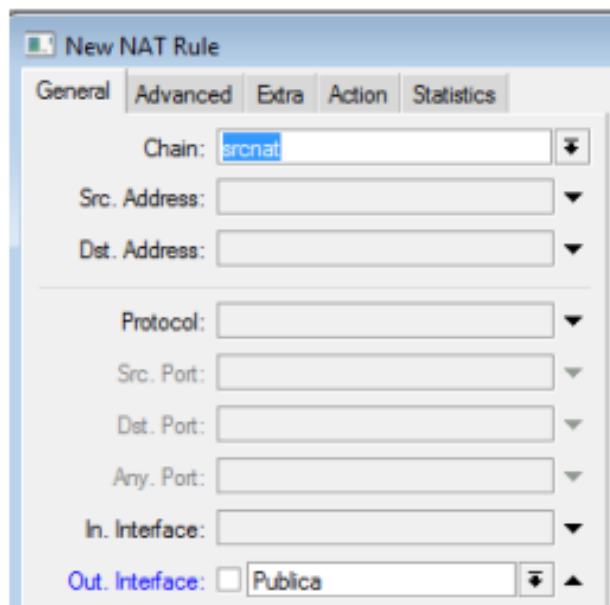 New NAT Rule
General Advanced Extra Action Statistics
Chain: srcnat
Src. Address:
Dst. Address:
Protocol:
Src. Port:
Dst. Port:
Any. Port:
In. Interface:
Out. Interface: Publica